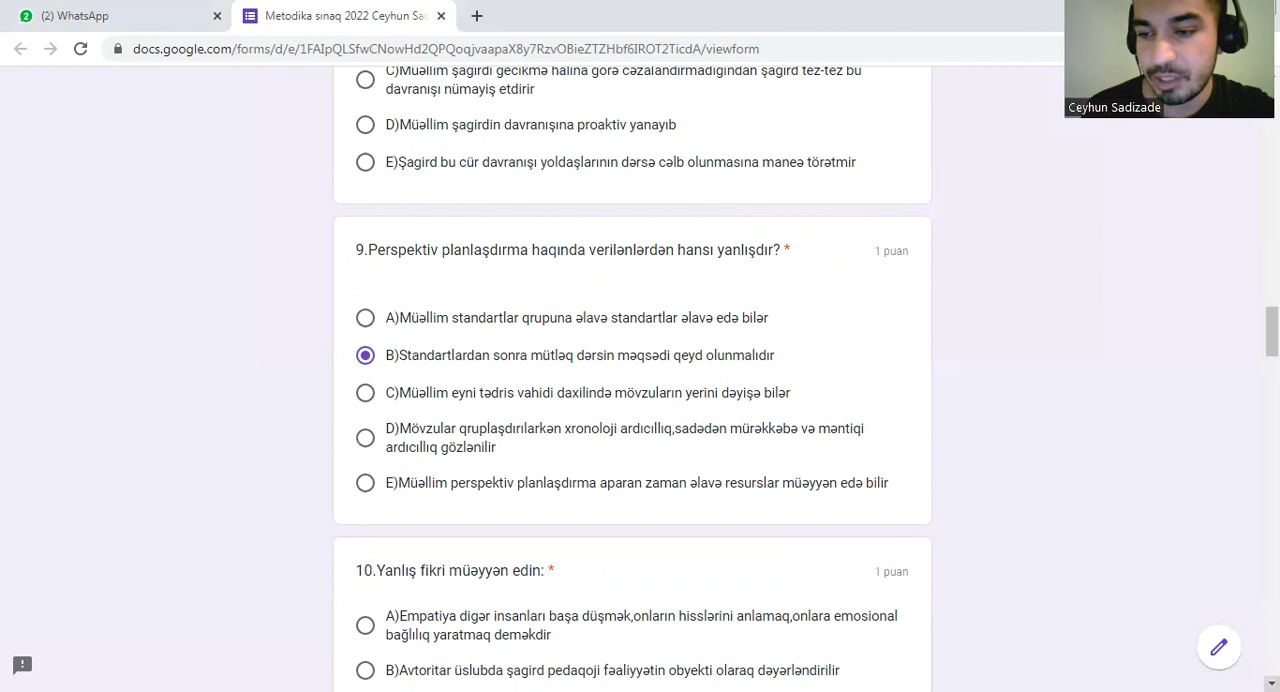 (2) WhatsApp
Metodika sınaq 2022 Ceyhun Sa
docs.google.com/forms/d/e/1FAIpQLSfwCNowHd2QPQoqjvaapaX8y7RzvOBieZTZHbf6IROT2TicdA/viewform
Ceyhun Sadizade
C)Müəllim şagirdi gecikmə halına görə cəzalandırmadığından şagird tez-tez bu
davranışı nümayiş etdirir
D)Müəllim şagirdin davranışına proaktiv yanayıb
E)Şagird bu cür davranışı yoldaşlarının dərsə cəlb olunmasına maneə törətmir
9.Perspektiv planlaşdırma haqında verilənlərdən hansı yanlışdır? *
1 puan
A)Müəllim standartlar qrupuna əlavə standartlar əlavə edə bilər
B)Standartlardan sonra mütləq dərsin məqsədi qeyd olunmalıdır
C)Müəllim eyni tədris vahidi daxilində mövzuların yerini dəyişə bilər
D)Mövzular qruplaşdırılarkən xronoloji ardıcıllıq,sadədən mürəkkəbə və məntiqi
ardıcıllıq gözlənilir
E)Müəllim perspektiv planlaşdırma aparan zaman əlavə resurslar müəyyən edə bilir
10.Yanlış fikri müəyyən edin: *
1 puan
A)Empatiya digər insanları başa düşmək,onların hisslərini anlamaq,onlara emosional
bağlılıq yaratmaq deməkdir
B)Avtoritar üslubda şagird pedaqoji fəaliyyətin obyekti olaraq dəyərləndirilir